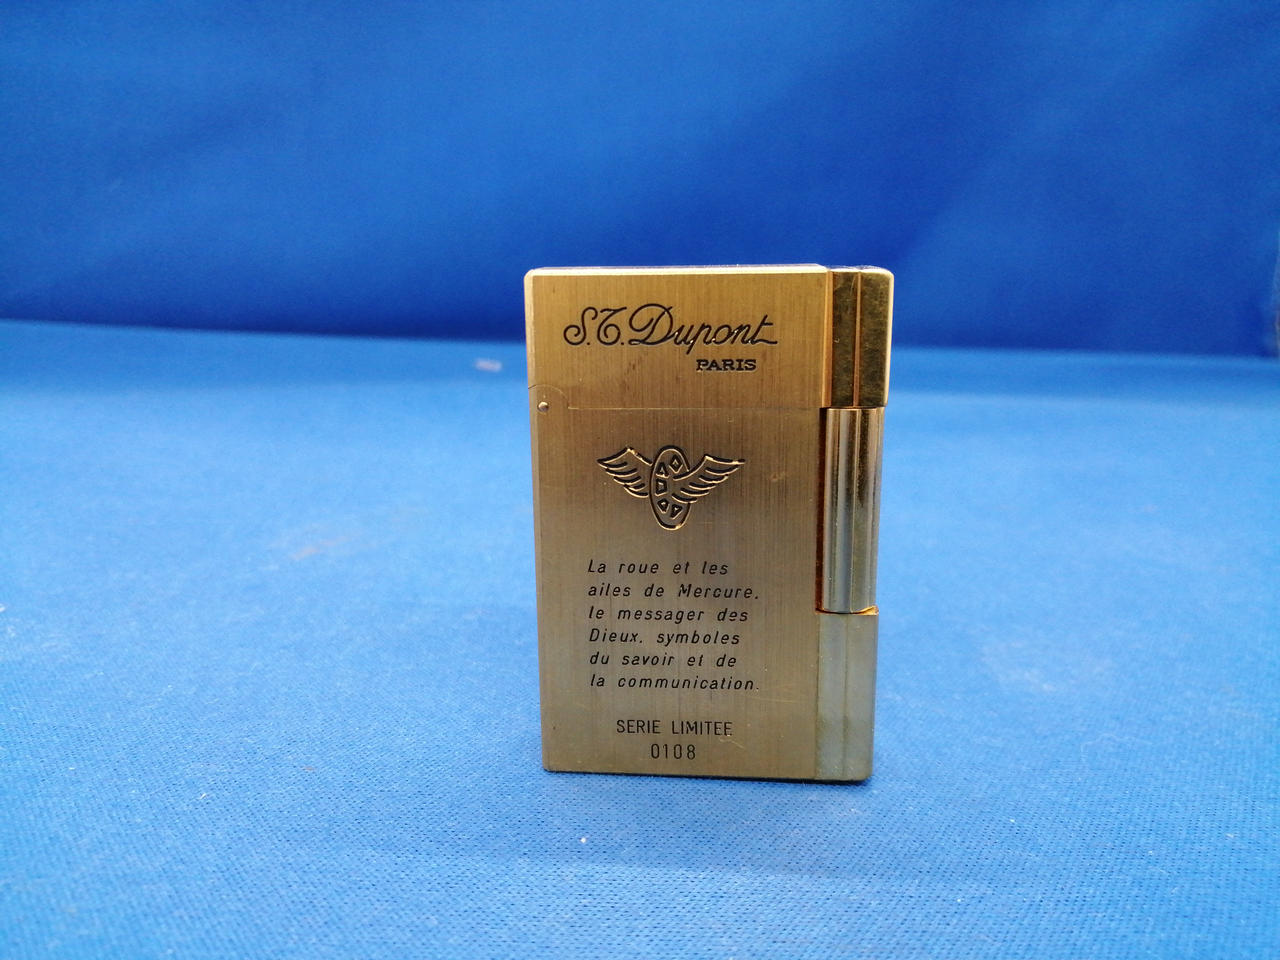 S.T. Dupont
PARIS
La roue et les
ailes de Mercure,
le messager des
Dieux, symboles
du savoir et de
la communication.
SERIE LIMITEE
0108